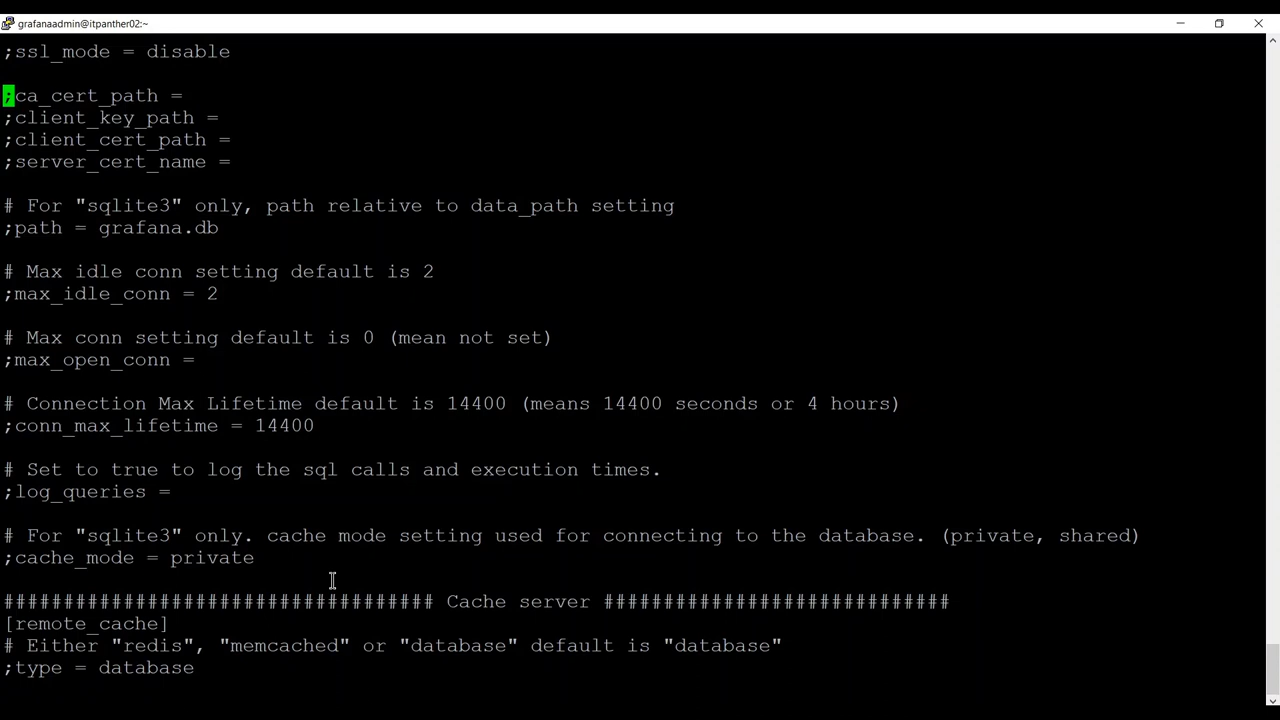 grafanaadmin@itpanther02:~
;ssl_mode = disable
;ca_cert_path =
;client_key_path =
;client_cert_path =
;server_cert_name =
# For "sqlite3" only, path relative to data_path setting
;path = grafana.db
# Max idle conn setting default is 2
;max_idle_conn = 2
# Max conn setting default is 0 (mean not set)
;max_open_conn =
# Connection Max Lifetime default is 14400 (means 14400 seconds or 4 hours)
;conn_max_lifetime = 14400
# Set to true to log the sql calls and execution times.
;log_queries =
# For "sqlite3" only. cache mode setting used for connecting to the database. (private, shared)
;cache_mode = private
#################################### Cache server #############################
[remote_cache]
# Either "redis", "memcached" or "database" default is "database"
;type = database